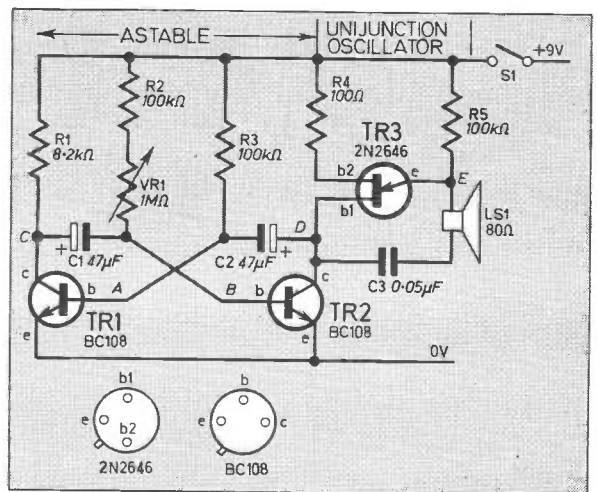 ASTABLE
UNIJUNCTION
OSCILLATOR
S1
+9V
R1
8·2kΩ
R2
100kΩ
VR1
1MΩ
R3
100kΩ
R4
100Ω
TR3
2N2646
R5
100kΩ
b2
e
E
b1
LS1
80Ω
C
+
C1 47µF
D
C2 47µF
+
C3 0·05µF
c
b
A
B
b
c
e
TR1
BC108
TR2
BC108
e
0V
b1
e
b2
2N2646
b
e
c
BC108